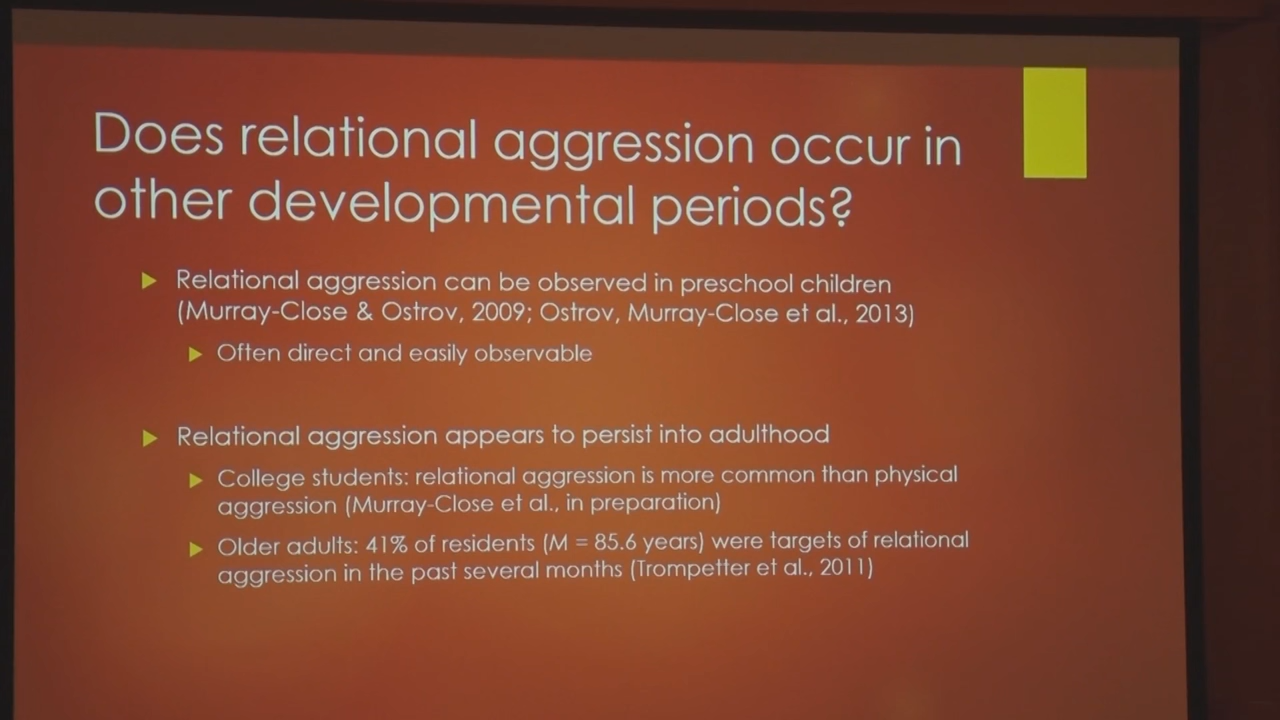 Does relational aggression occur in
other developmental periods?
Relational aggression can be observed in preschool children
(Murray-Close & Ostrov, 2009; Ostrov, Murray-Close et al., 2013)
Often direct and easily observable
Relational aggression appears to persist into adulthood
College students: relational aggression is more common than physical
aggression (Murray-Close et al., in preparation)
Older adults: 41% of residents (M = 85.6 years) were targets of relational
aggression in the past several months (Trompetter et al., 2011)